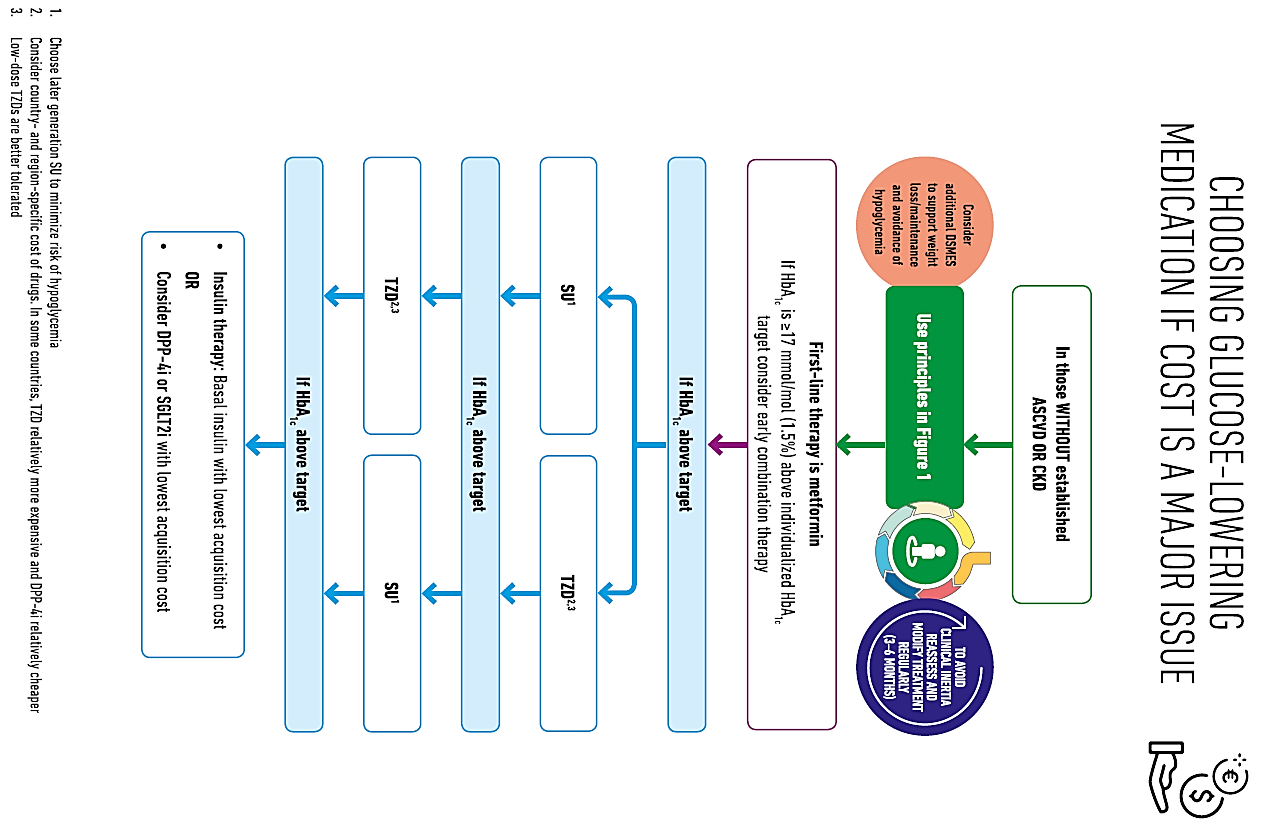 CHOOSING GLUCOSE-LOWERING
MEDICATION IF COST IS A MAJOR ISSUE
€
$
In those WITHOUT established
ASCVD OR CKD
Consider
additional DSMES
to support weight
loss/maintenance
and avoidance of
hypoglycemia
Use principles in Figure 1
TO AVOID
CLINICAL INERTIA
REASSESS AND
MODIFY TREATMENT
REGULARLY
(3–6 MONTHS)
First-line therapy is metformin
If HbA1c is ≥17 mmol/mol (1.5%) above individualized HbA1c
target consider early combination therapy
If HbA1c above target
SU¹
TZD²,³
If HbA1c above target
TZD²,³
SU¹
If HbA1c above target
• Insulin therapy: Basal insulin with lowest acquisition cost
OR
• Consider DPP-4i or SGLT2i with lowest acquisition cost
1. Choose later generation SU to minimize risk of hypoglycemia
2. Consider country- and region-specific cost of drugs. In some countries, TZD relatively more expensive and DPP-4i relatively cheaper
3. Low-dose TZDs are better tolerated